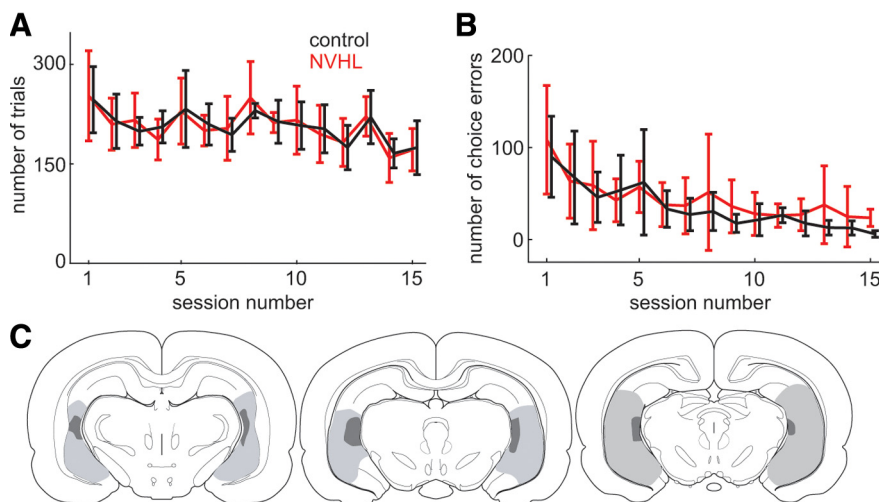 A
number of trials
300
150
0
control
NVHL
1
5
10
15
session number
B
number of choice errors
200
100
0
1
5
10
15
session number
C